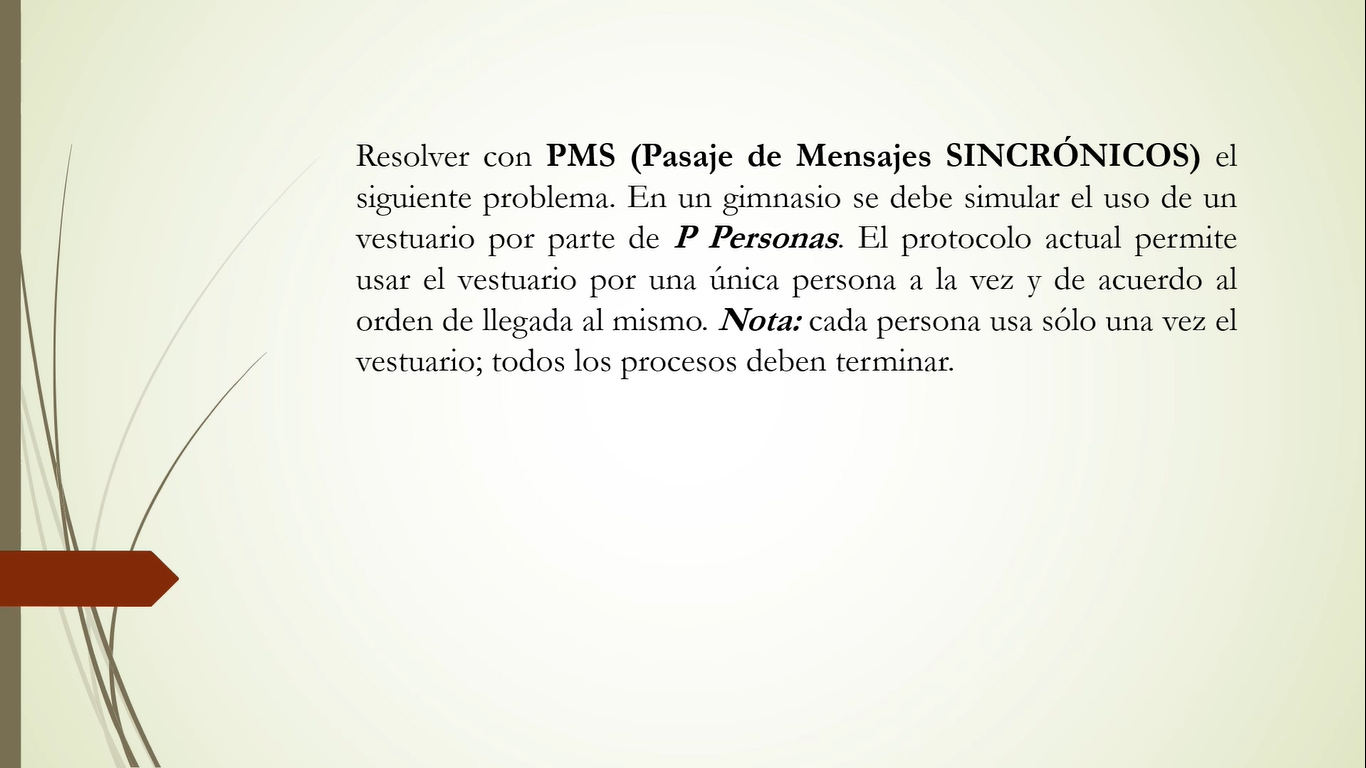 Resolver con PMS (Pasaje de Mensajes SINCRÓNICOS) el
siguiente problema. En un gimnasio se debe simular el uso de un
vestuario por parte de P Personas. El protocolo actual permite
usar el vestuario por una única persona a la vez y de acuerdo al
orden de llegada al mismo. Nota: cada persona usa sólo una vez el
vestuario; todos los procesos deben terminar.